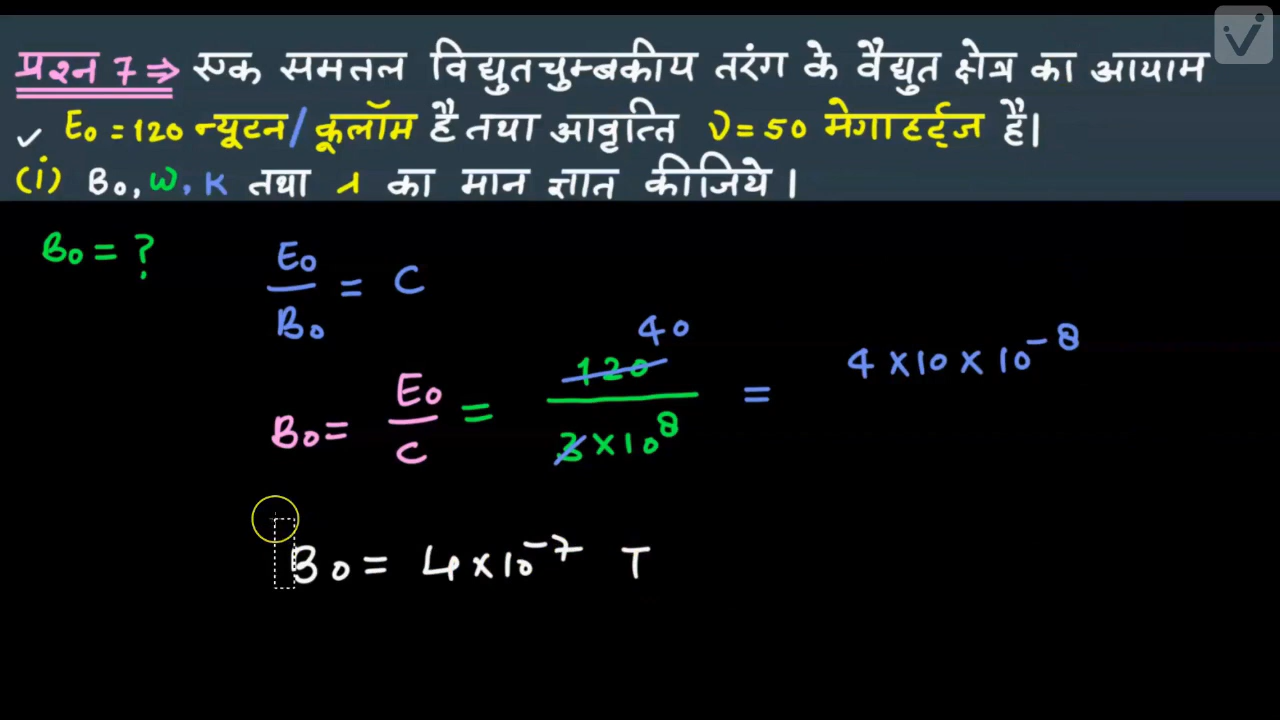 प्रश्न 7⇒ एक समतल विद्युतचुम्बकीय तरंग के वैद्युत क्षेत्र का आयाम
✓ E₀ = 120 न्यूटन/कूलॉम है तथा आवृत्ति ν = 50 मेगाहर्ट्ज है।
(i) B₀, ω, K तथा λ का मान ज्ञात कीजिये।
B₀ = ?
E₀/B₀ = C
B₀ = E₀/C = 120/3×10⁸ = 4×10×10⁻⁸
40
B₀ = 4×10⁻⁷ T